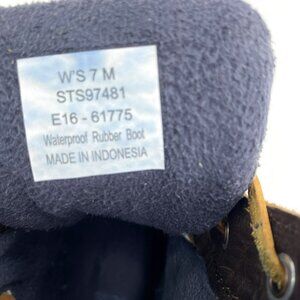 W'S 7 M
STS97481
E16 - 61775
Waterproof Rubber Boot
MADE IN INDONESIA